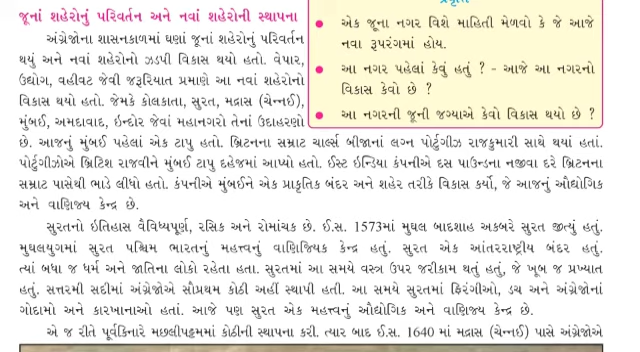 જૂનાં શહેરોનું પરિવર્તન અને નવાં શહેરોની સ્થાપના
અંગ્રેજોના શાસનકાળમાં ઘણાં જૂનાં શહેરોનું પરિવર્તન
થયું અને નવાં શહેરોનો ઝડપી વિકાસ થયો હતો. વેપાર,
ઉદ્યોગ, વહીવટ જેવી જરૂરિયાત પ્રમાણે આ નવાં શહેરોનો
વિકાસ થયો હતો. જેમકે કોલકાતા, સુરત, મદ્રાસ (ચેન્નઈ),
મુંબઈ, અમદાવાદ, ઇન્દોર જેવાં મહાનગરો તેનાં ઉદાહરણો
● એક જૂના નગર વિશે માહિતી મેળવો કે જે આજે
નવા રૂપરંગમાં હોય.
● આ નગર પહેલાં કેવું હતું ? - આજે આ નગરનો
વિકાસ કેવો છે ?
● આ નગરની જૂની જગ્યાએ કેવો વિકાસ થયો છે ?
છે. આજનું મુંબઈ પહેલાં એક ટાપુ હતો. બ્રિટનના સમ્રાટ ચાર્લ્સ બીજાનાં લગ્ન પોર્ટુગીઝ રાજકુમારી સાથે થયાં હતાં.
પોર્ટુગીઝોએ બ્રિટિશ રાજવીને મુંબઈ ટાપુ દહેજમાં આપ્યો હતો. ઈસ્ટ ઇન્ડિયા કંપનીએ દસ પાઉન્ડના નજીવા દરે બ્રિટનના
સમ્રાટ પાસેથી ભાડે લીધો હતો. કંપનીએ મુંબઈને એક પ્રાકૃતિક બંદર અને શહેર તરીકે વિકાસ કર્યો, જે આજનું ઔદ્યોગિક
અને વાણિજ્ય કેન્દ્ર છે.
સુરતનો ઇતિહાસ વૈવિધ્યપૂર્ણ, રસિક અને રોમાંચક છે. ઈ.સ. 1573માં મુઘલ બાદશાહ અકબરે સુરત જીત્યું હતું.
મુઘલયુગમાં સુરત પશ્ચિમ ભારતનું મહત્ત્વનું વાણિજ્યિક કેન્દ્ર હતું. સુરત એક આંતરરાષ્ટ્રીય બંદર હતું.
ત્યાં બધા જ ધર્મ અને જાતિના લોકો રહેતા હતા. સુરતમાં આ સમયે વસ્ત્ર ઉપર જરીકામ થતું હતું, જે ખૂબ જ પ્રખ્યાત
હતું. સત્તરમી સદીમાં અંગ્રેજોએ સૌપ્રથમ કોઠી અહીં સ્થાપી હતી. આ સમયે સુરતમાં ફિરંગીઓ, ડચ અને અંગ્રેજોનાં
ગોદામો અને કારખાનાઓ હતાં. આજે પણ સુરત એક મહત્ત્વનું ઔદ્યોગિક અને વાણિજ્ય કેન્દ્ર છે.
એ જ રીતે પૂર્વકિનારે મછલીપટ્ટમમાં કોઠીની સ્થાપના કરી. ત્યાર બાદ ઈ.સ. 1640 માં મદ્રાસ (ચેન્નઈ) પાસે અંગ્રેજોએ